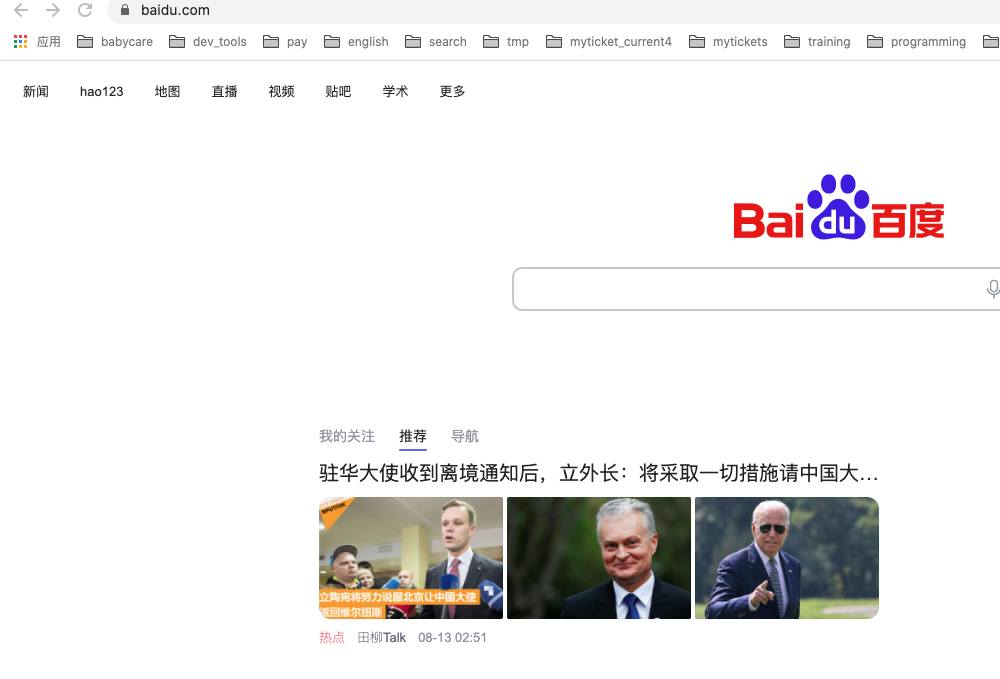 baidu.com
应用 babycare dev_tools pay english search tmp myticket_current4 mytickets training programming
新闻 hao123 地图 直播 视频 贴吧 学术 更多
Bai du 百度
我的关注 推荐 导航
驻华大使收到离境通知后，立外长：将采取一切措施请中国大...
SPUTNIK
立陶宛将努力说服北京让中国大使
返回维尔纽斯
热点 田柳Talk 08-13 02:51